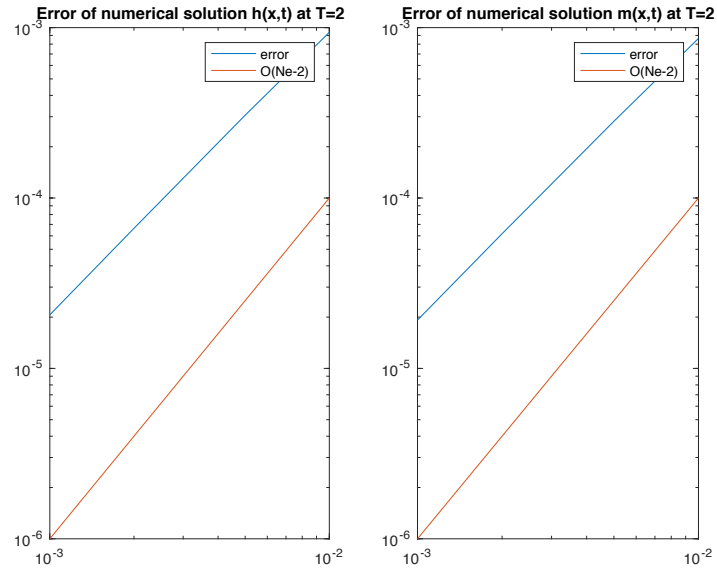 Error of numerical solution h(x,t) at T=2
10^-3
10^-4
10^-5
10^-6
10^-3
10^-2
error
O(Ne-2)
Error of numerical solution m(x,t) at T=2
10^-3
10^-4
10^-5
10^-6
10^-3
10^-2
error
O(Ne-2)